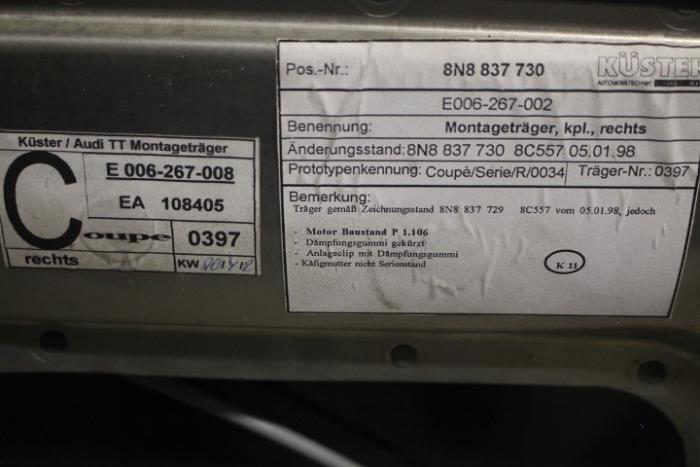 Küster / Audi TT Montageträger
C
E 006-267-008
EA 108405
oupe 0397
rechts KW
Pos.-Nr.: 8N8 837 730 KÜSTER
E006-267-002
Benennung: Montageträger, kpl., rechts
Änderungsstand: 8N8 837 730 8C557 05.01.98
Prototypenkennung: Coupè/Serie/R/0034 Träger-Nr.: 0397
Bemerkung:
Träger gemäß Zeichnungsstand 8N8 837 729 8C557 vom 05.01.98, jedoch
- Motor Baustand P 1.106
- Dämpfungsgummi gekürzt
- Anlageclip mit Dämpfungsgummi
- Käfigmutter nicht Serienstand
K 11